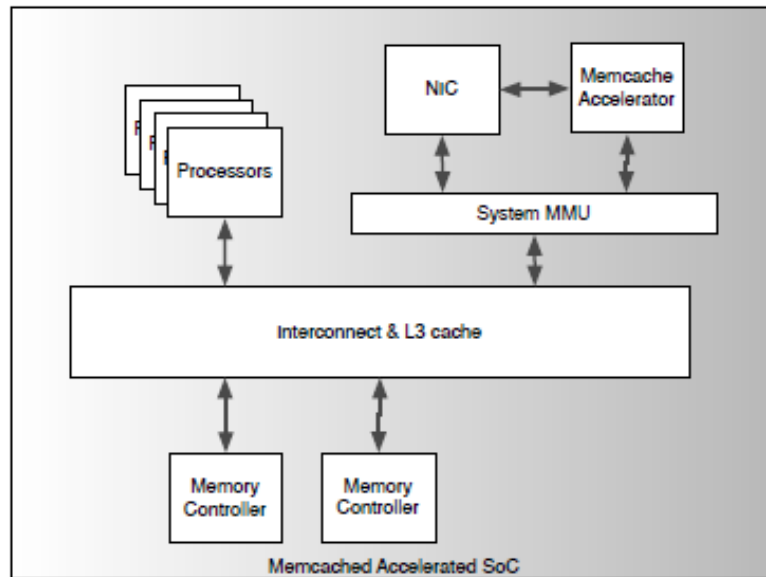 NIC
Memcache
Accelerator
Processors
System MMU
Interconnect & L3 cache
Memory
Controller
Memory
Controller
Memcached Accelerated SoC